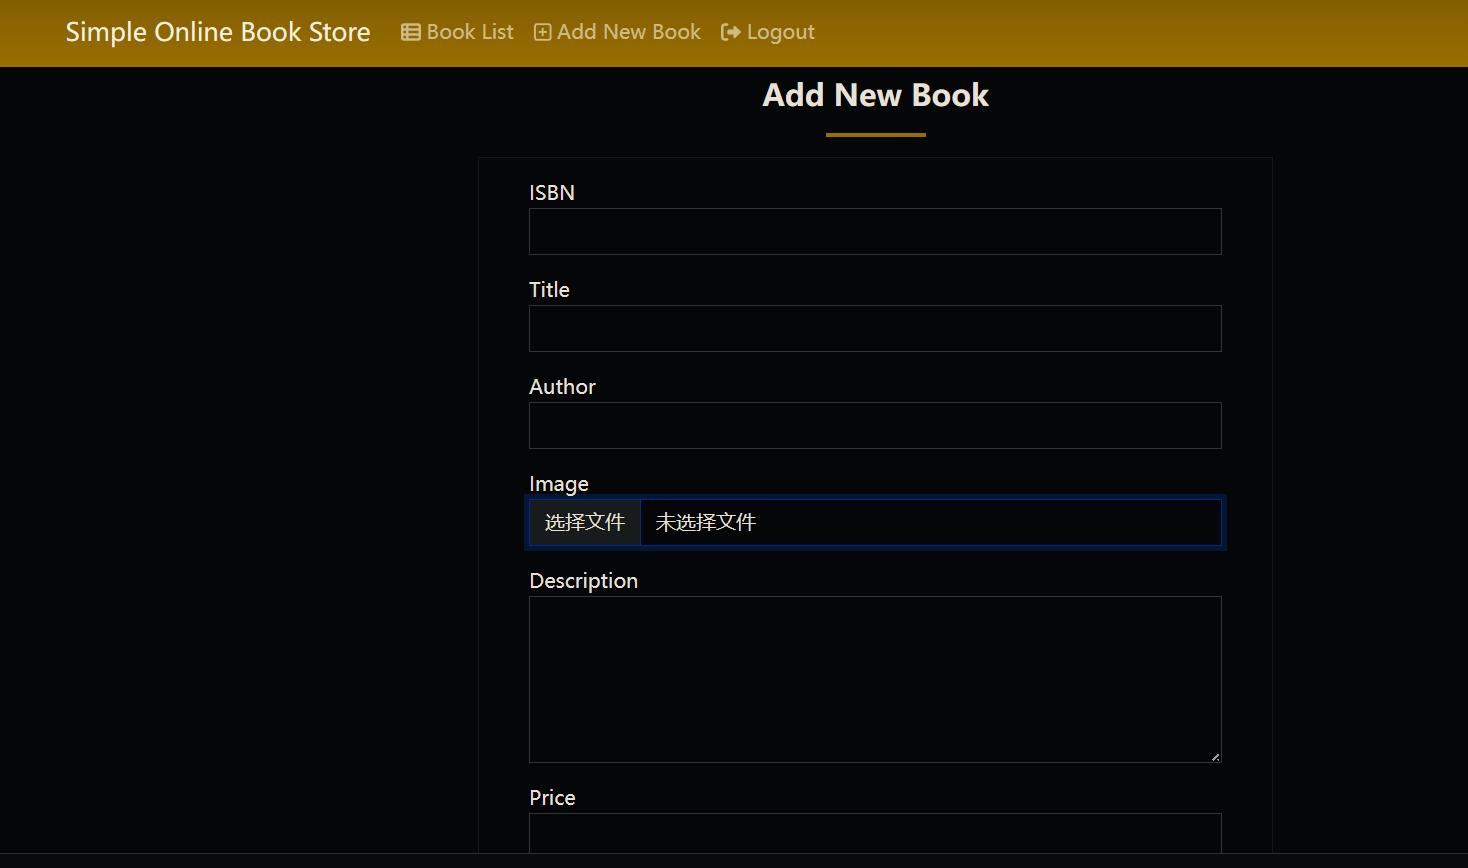 Simple Online Book Store Book List Add New Book Logout
Add New Book
ISBN
Title
Author
Image
选择文件 未选择文件
Description
Price